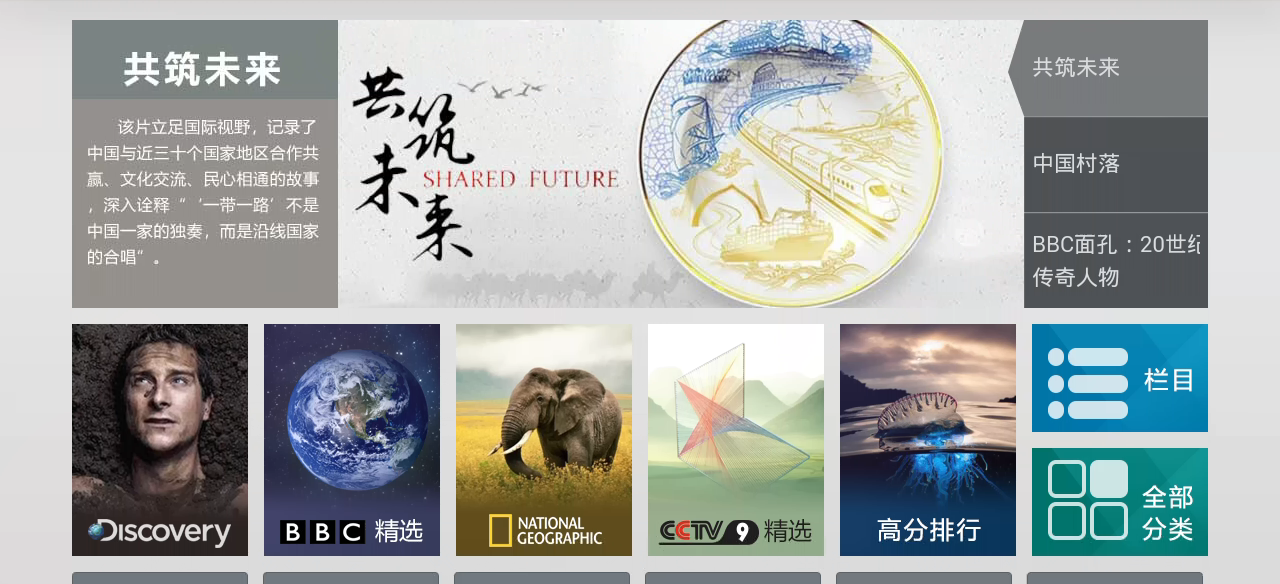 共筑未来
该片立足国际视野，记录了
中国与近三十个国家地区合作共
赢、文化交流、民心相通的故事
，深入诠释“‘一带一路’不是
中国一家的独奏，而是沿线国家
的合唱”。
共筑
未来
SHARED FUTURE
共筑未来
中国村落
BBC面孔：20世纪
传奇人物
Discovery
BBC 精选
NATIONAL
GEOGRAPHIC
CCTV 9 精选
高分排行
栏目
全部
分类